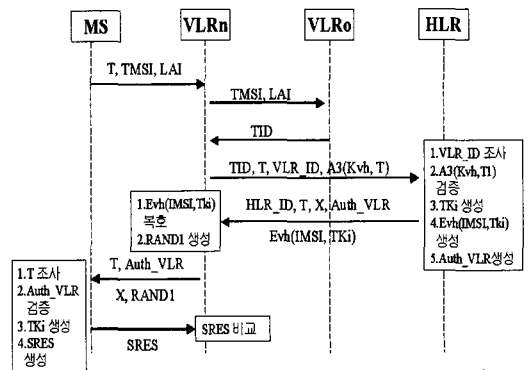 MS
VLRn
VLRo
HLR
T, TMSI, LAI
TMSI, LAI
TID
TID, T, VLR_ID, A3(Kvh, T)
1.VLR_ID 조사
2.A3(Kvh,T1)
검증
3.TKi 생성
4.Evh(IMSI,Tki)
생성
5.Auth_VLR생성
HLR_ID, T, X, Auth_VLR
Evh(IMSI, TKi)
1.Evh(IMSI,Tki)
복호
2.RAND1 생성
T, Auth_VLR
X, RAND1
1.T 조사
2.Auth_VLR
검증
3.TKi 생성
4.SRES
생성
SRES
SRES 비교